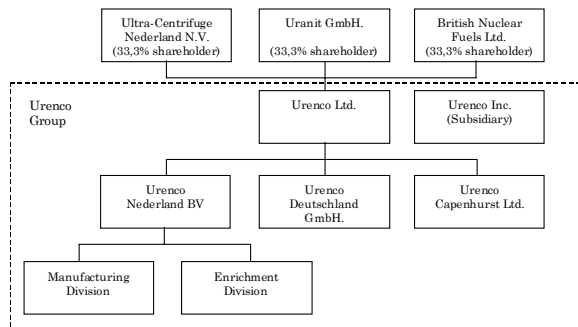 Ultra-Centrifuge
Nederland N.V.
(33,3% shareholder)
Uranit GmbH.
(33,3% shareholder)
British Nuclear
Fuels Ltd.
(33,3% shareholder)
Urenco
Group
Urenco Ltd.
Urenco Inc.
(Subsidiary)
Urenco
Nederland BV
Urenco
Deutschland
GmbH.
Urenco
Capenhurst Ltd.
Manufacturing
Division
Enrichment
Division